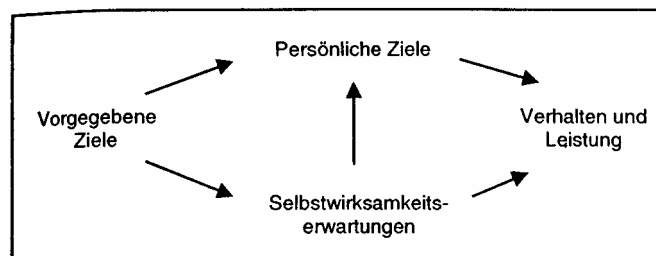 Persönliche Ziele
Vorgegebene
Ziele
Verhalten und
Leistung
Selbstwirksamkeits-
erwartungen